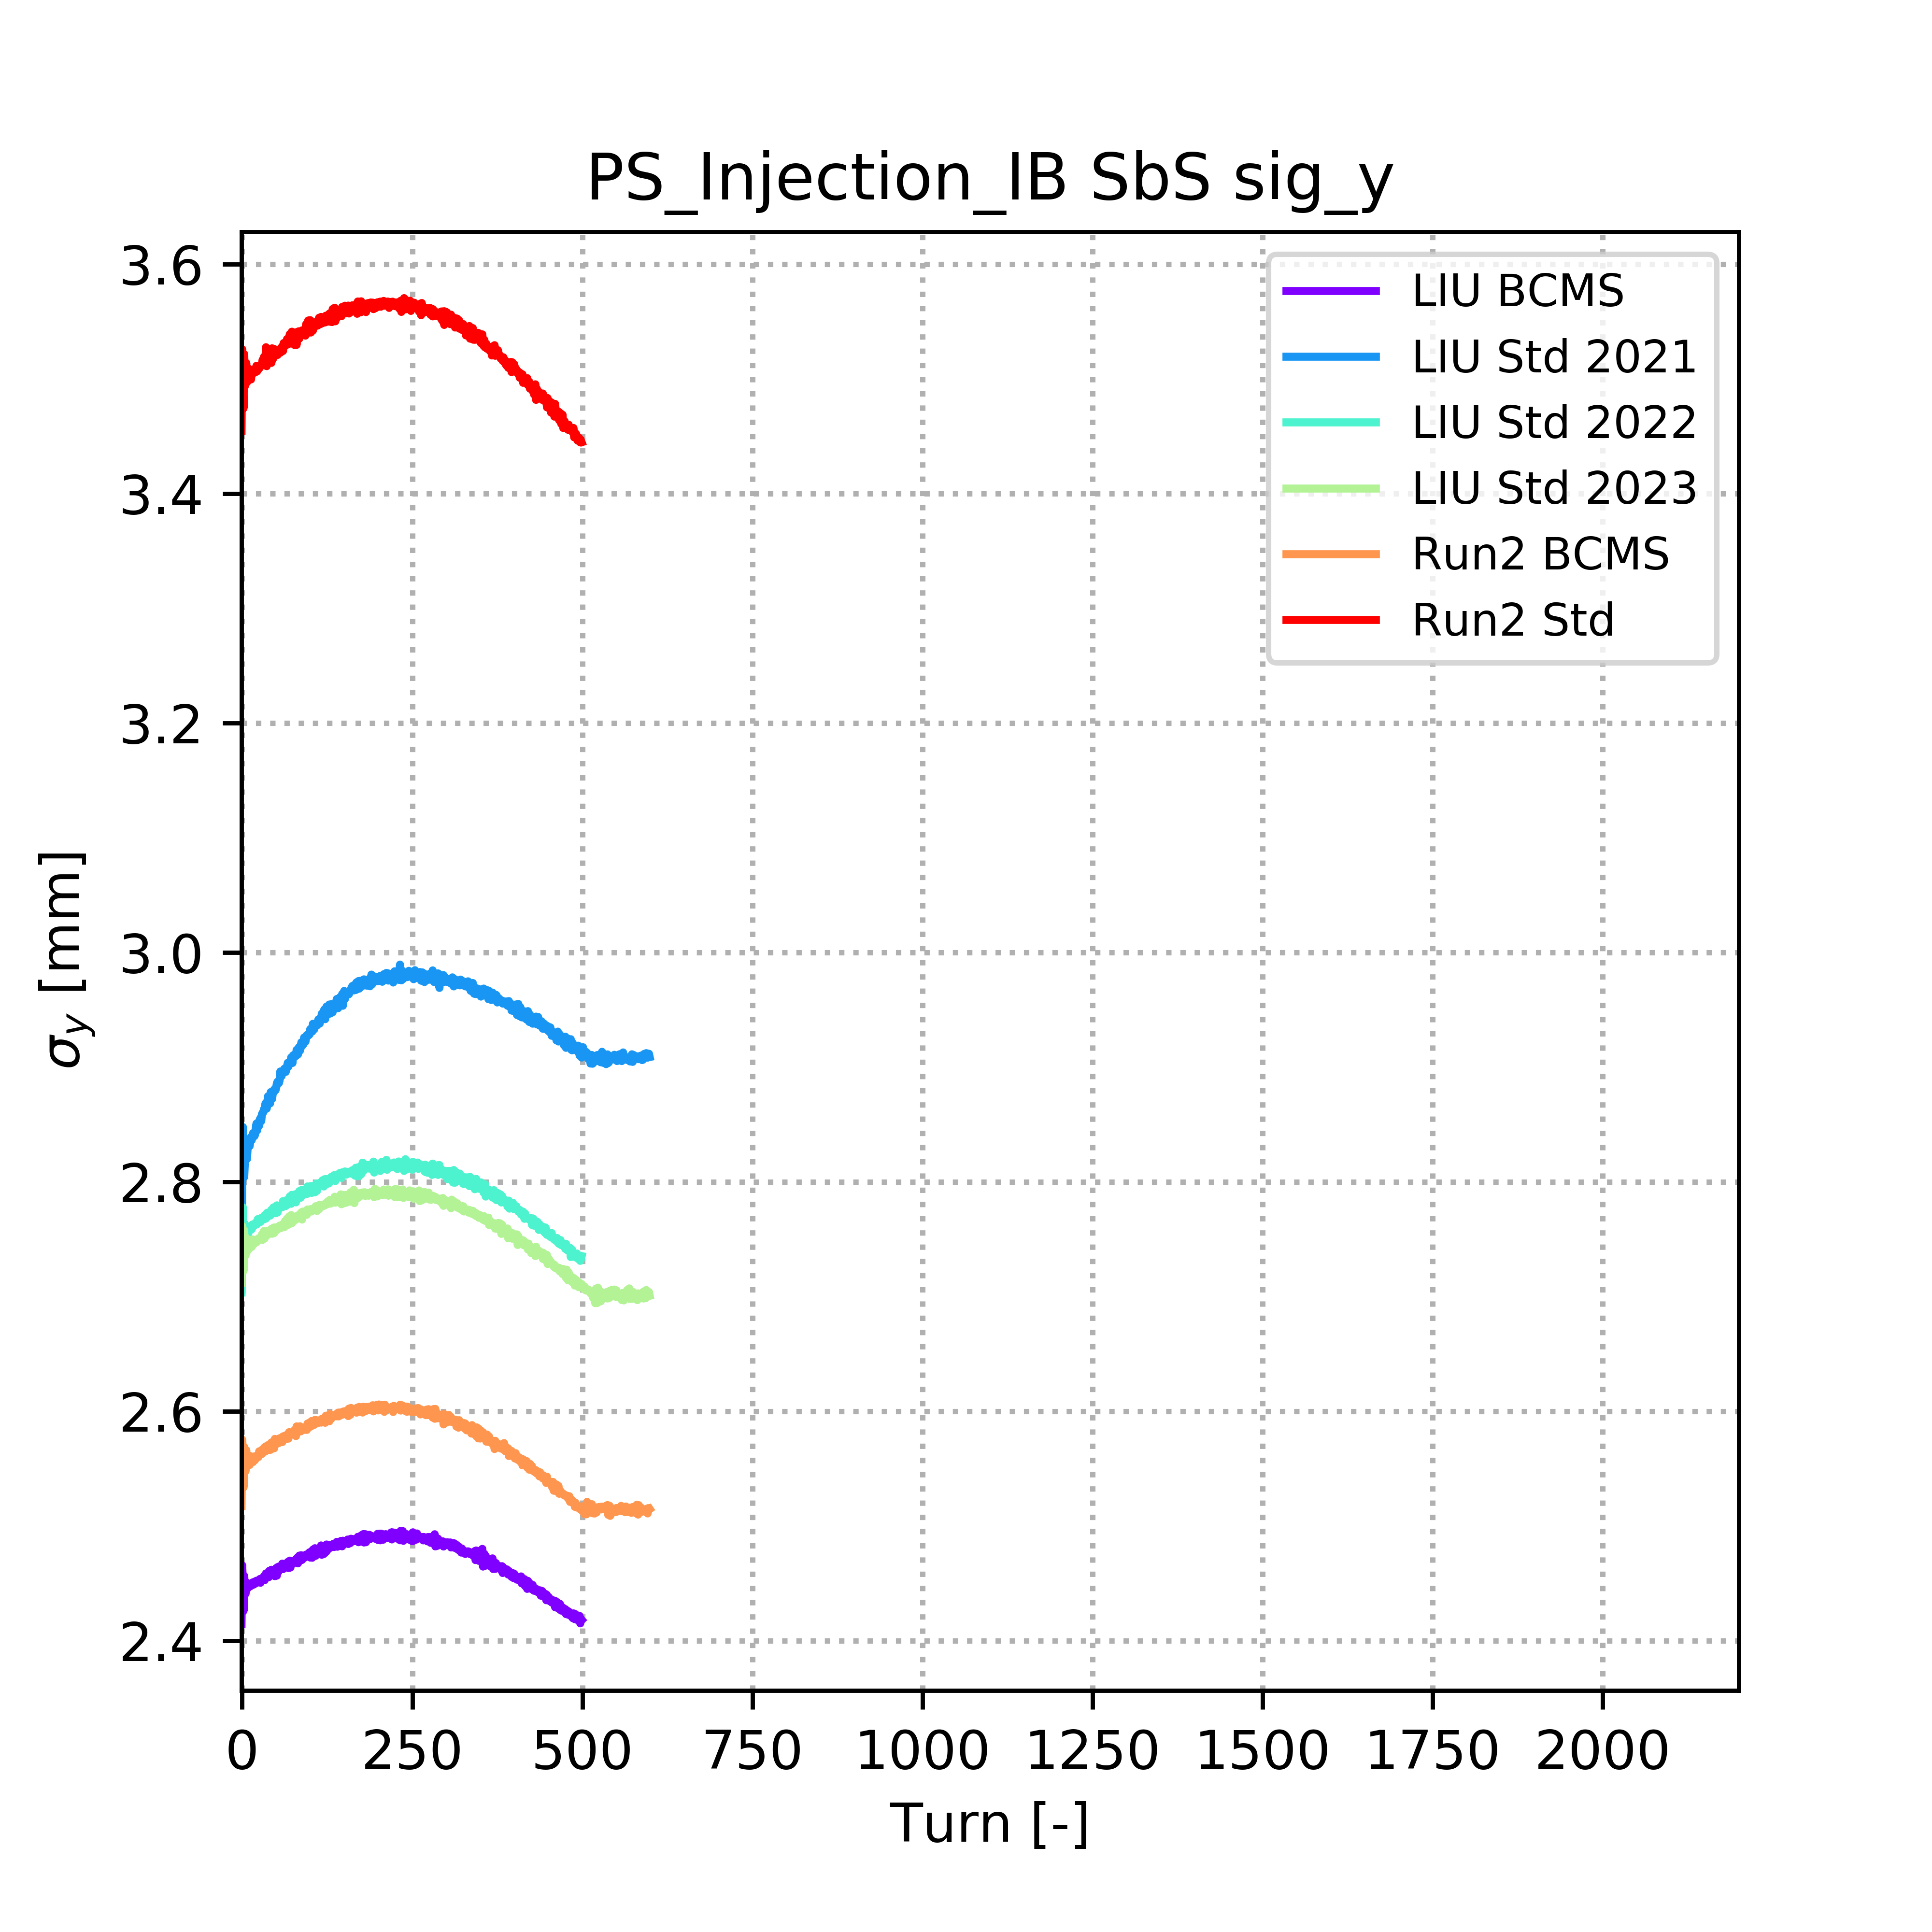 PS_Injection_IB SbS sig_y
3.6
3.4
3.2
3.0
2.8
2.6
2.4
σy [mm]
LIU BCMS
LIU Std 2021
LIU Std 2022
LIU Std 2023
Run2 BCMS
Run2 Std
0 250 500 750 1000 1250 1500 1750 2000
Turn [-]